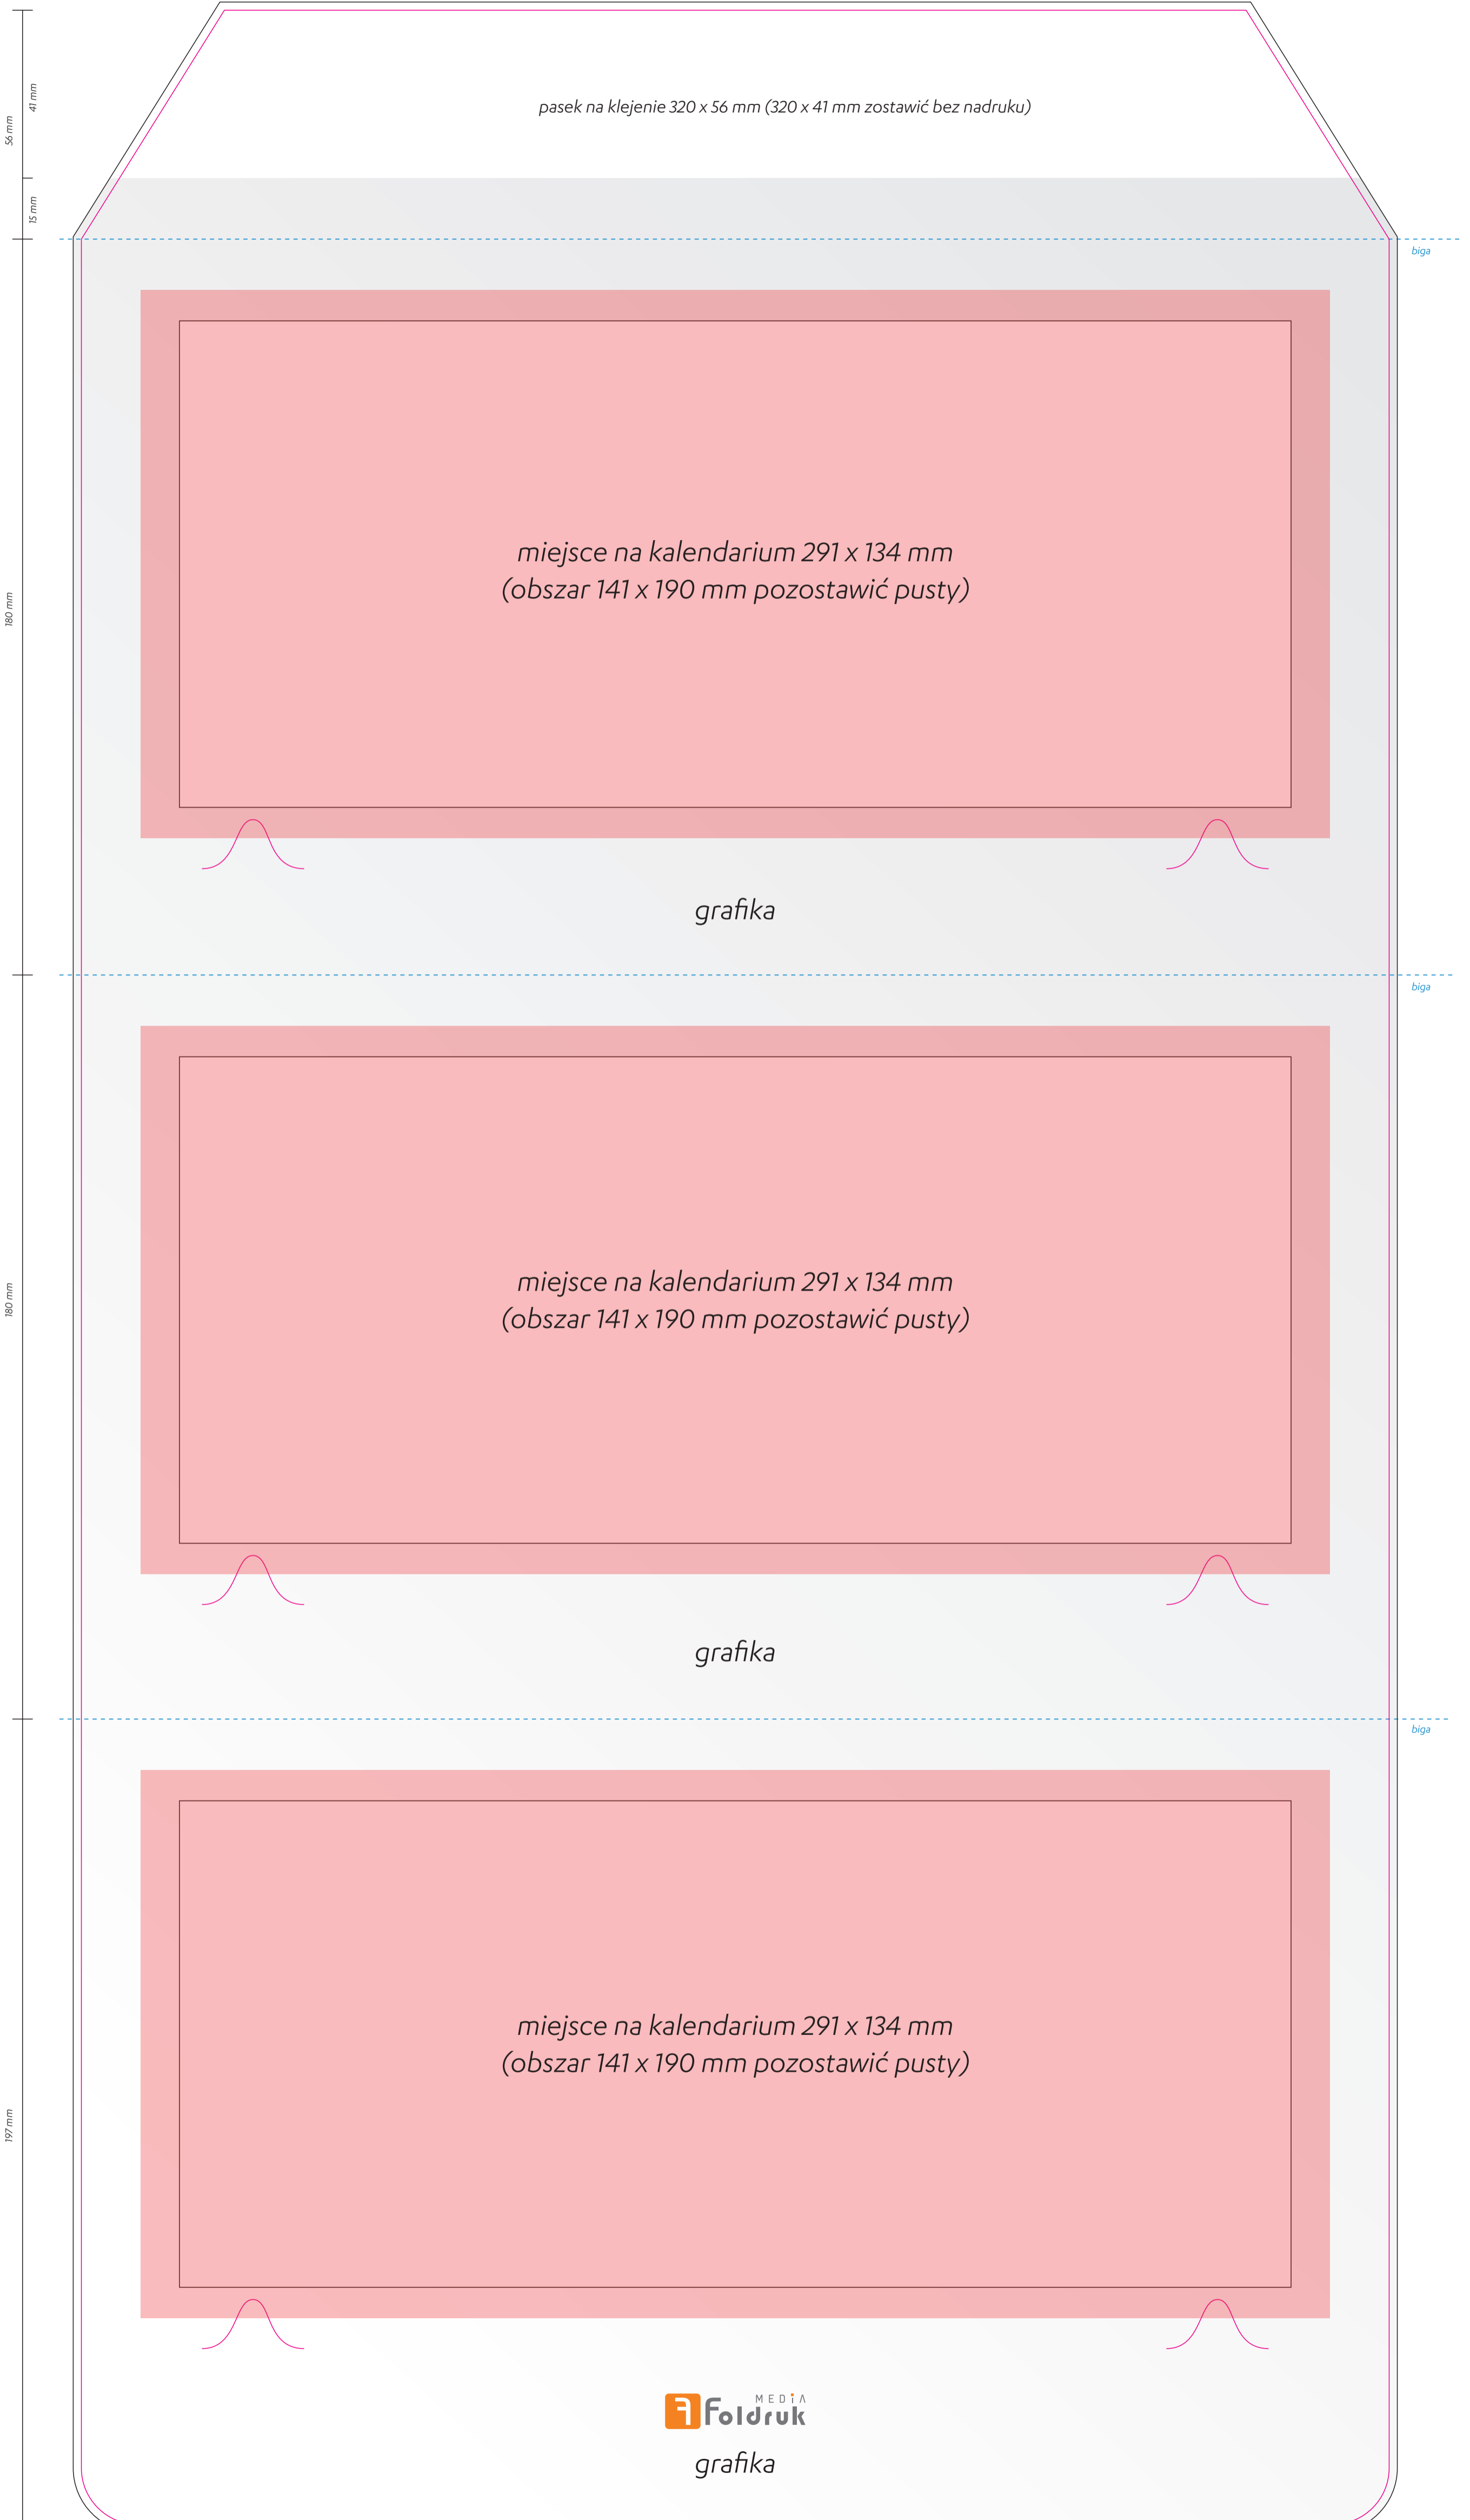 41 mm
56 mm
pasek na klejenie 320 x 56 mm (320 x 41 mm zostawić bez nadruku)
15 mm
biga
miejsce na kalendarium 291 x 134 mm
(obszar 141 x 190 mm pozostawić pusty)
180 mm
grafika
biga
miejsce na kalendarium 291 x 134 mm
(obszar 141 x 190 mm pozostawić pusty)
180 mm
grafika
biga
miejsce na kalendarium 291 x 134 mm
(obszar 141 x 190 mm pozostawić pusty)
197 mm
MEDIA
Foldruk
grafika